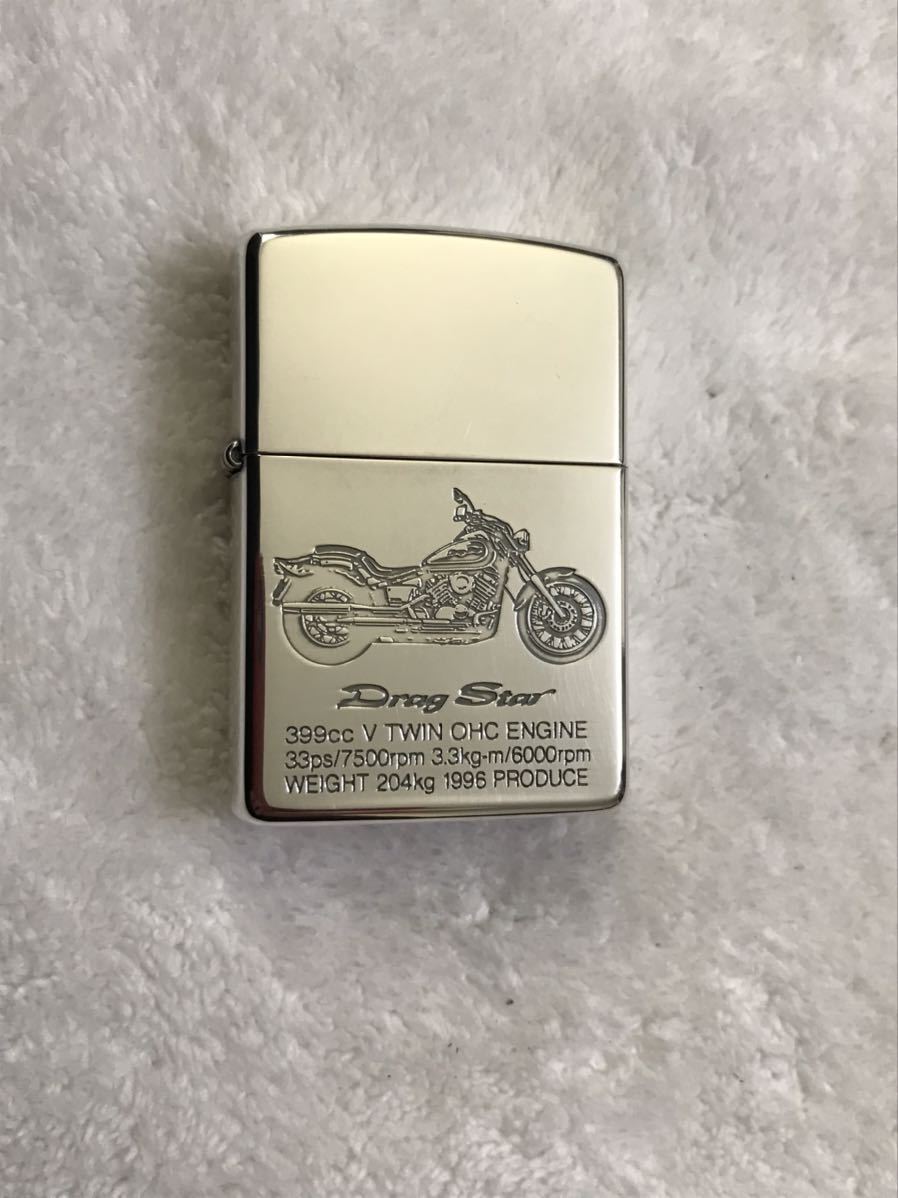 Drag Star
399cc V TWIN OHC ENGINE
33ps/7500rpm 3.3kg-m/6000rpm
WEIGHT 204kg 1996 PRODUCE